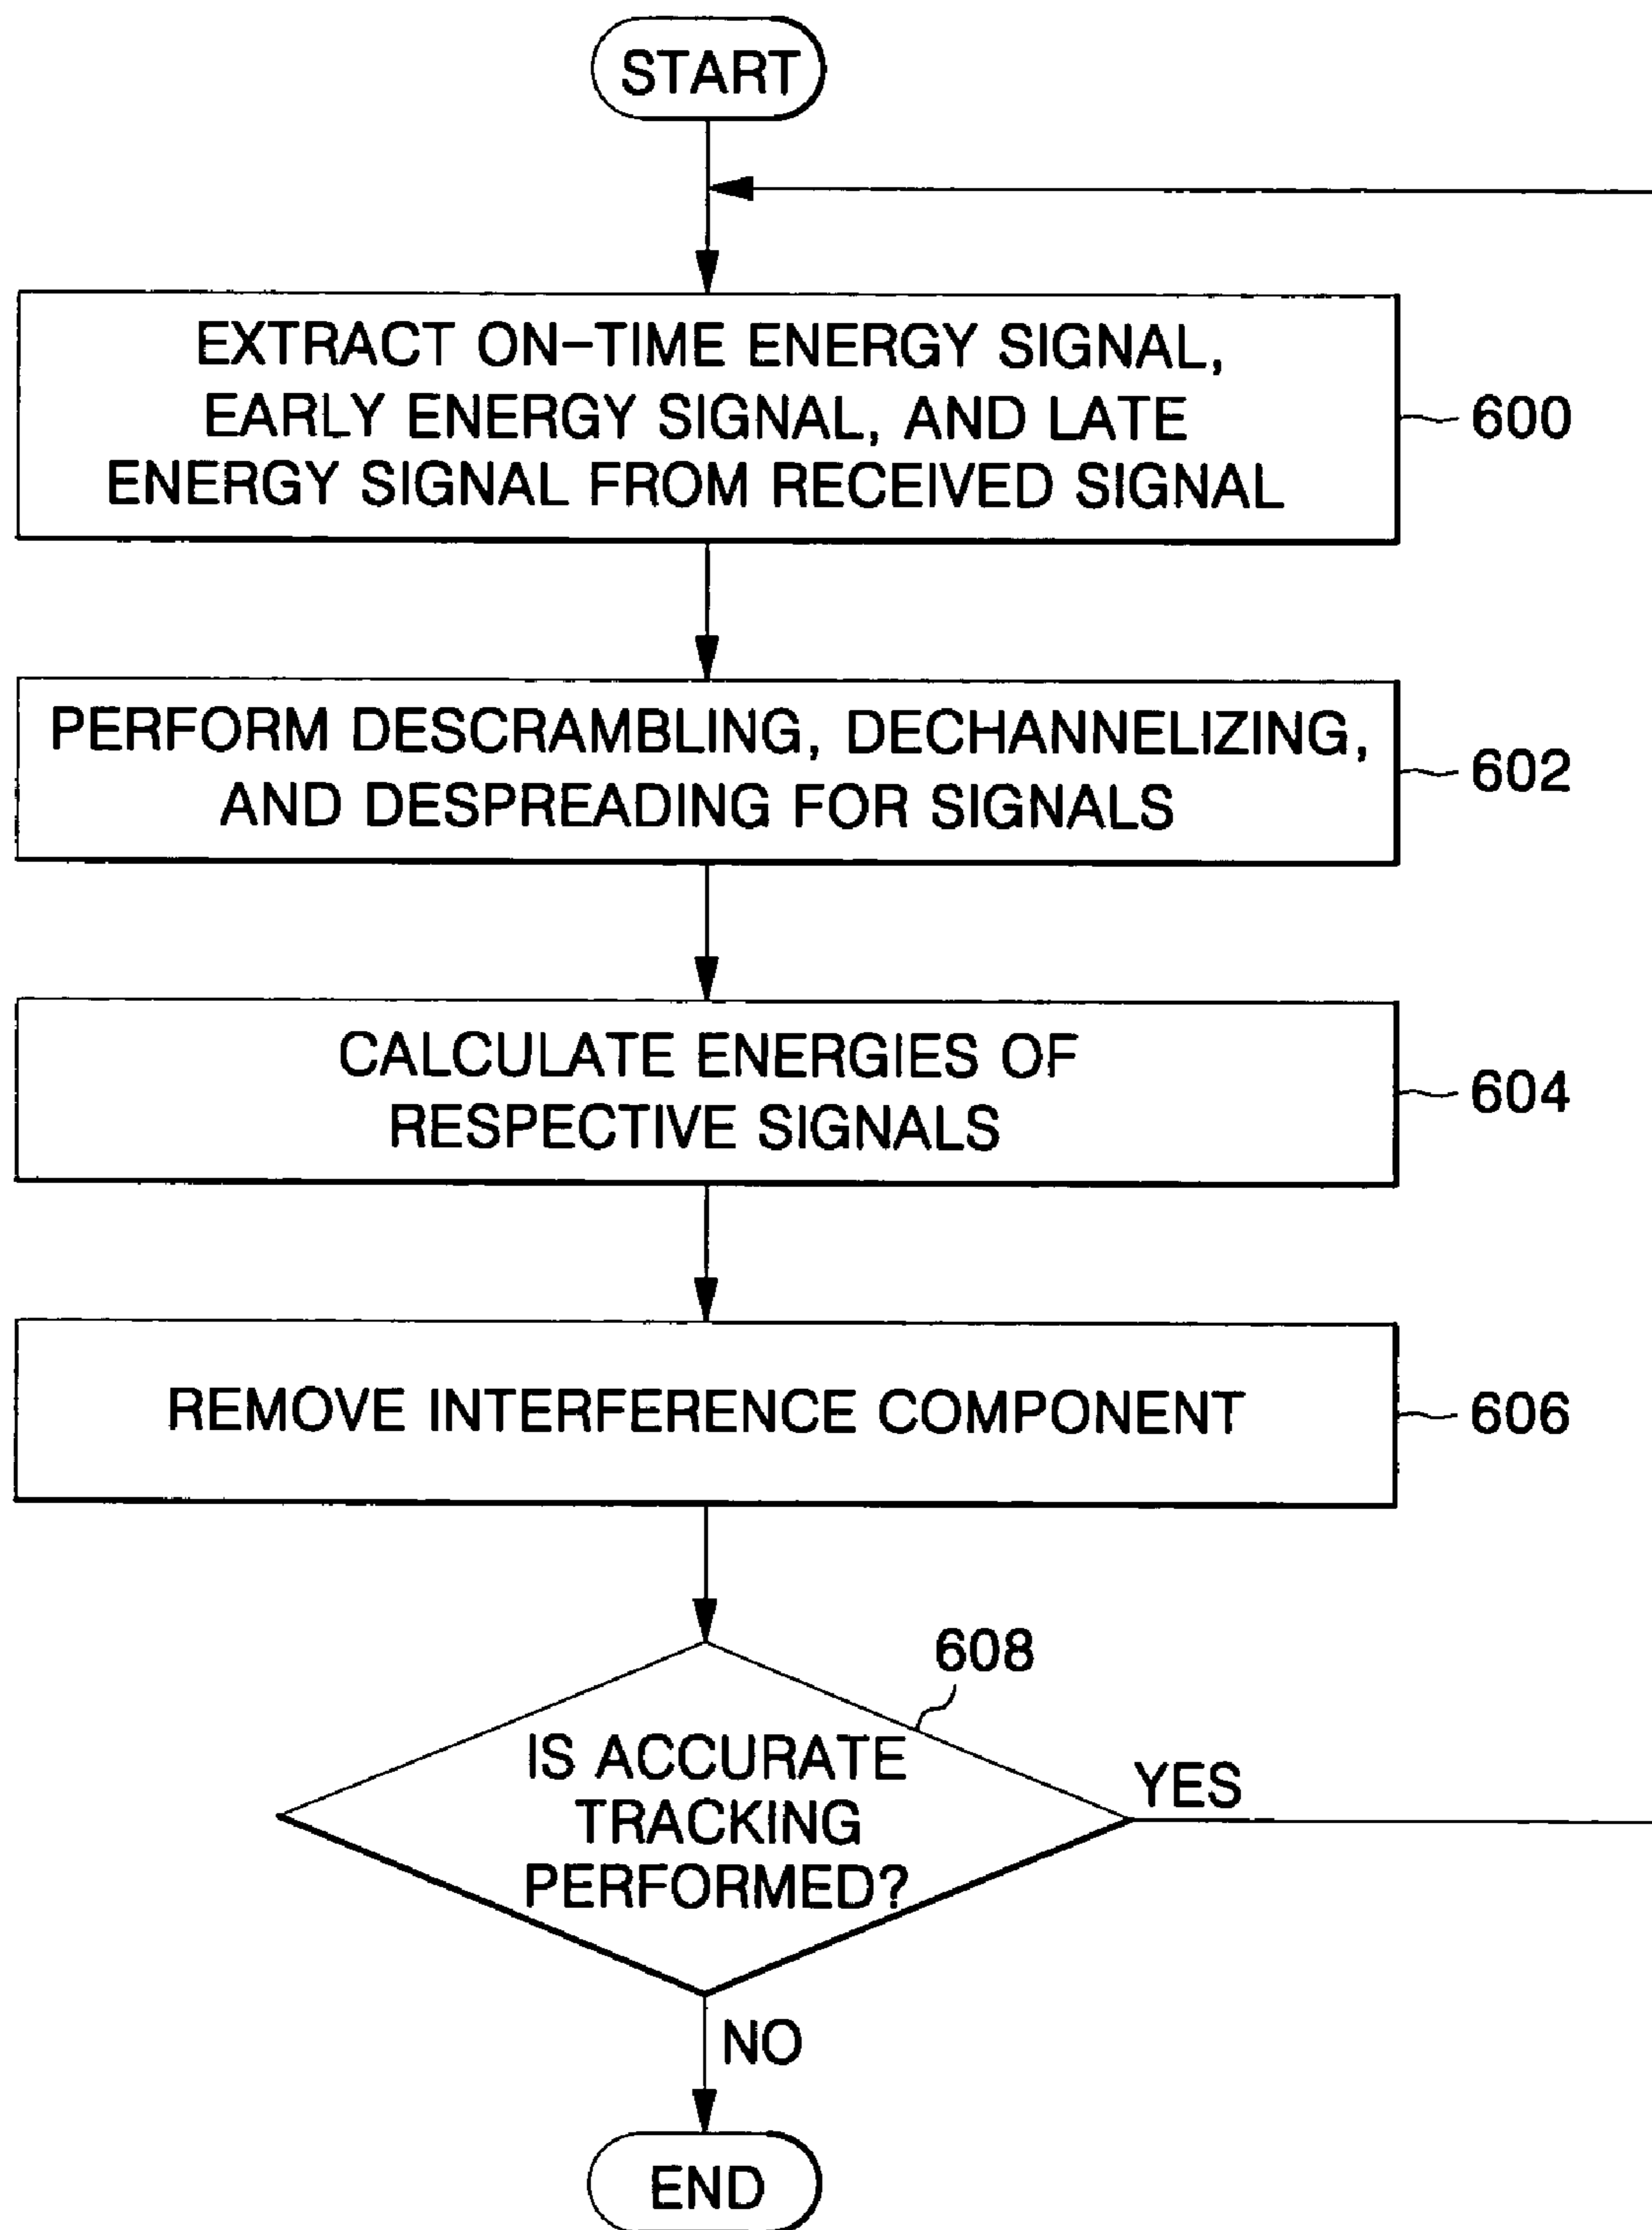 START
EXTRACT ON-TIME ENERGY SIGNAL,
EARLY ENERGY SIGNAL, AND LATE
ENERGY SIGNAL FROM RECEIVED SIGNAL
600
PERFORM DESCRAMBLING, DECHANNELIZING,
AND DESPREADING FOR SIGNALS
602
CALCULATE ENERGIES OF
RESPECTIVE SIGNALS
604
REMOVE INTERFERENCE COMPONENT
606
608
IS ACCURATE
TRACKING
PERFORMED?
YES
NO
END